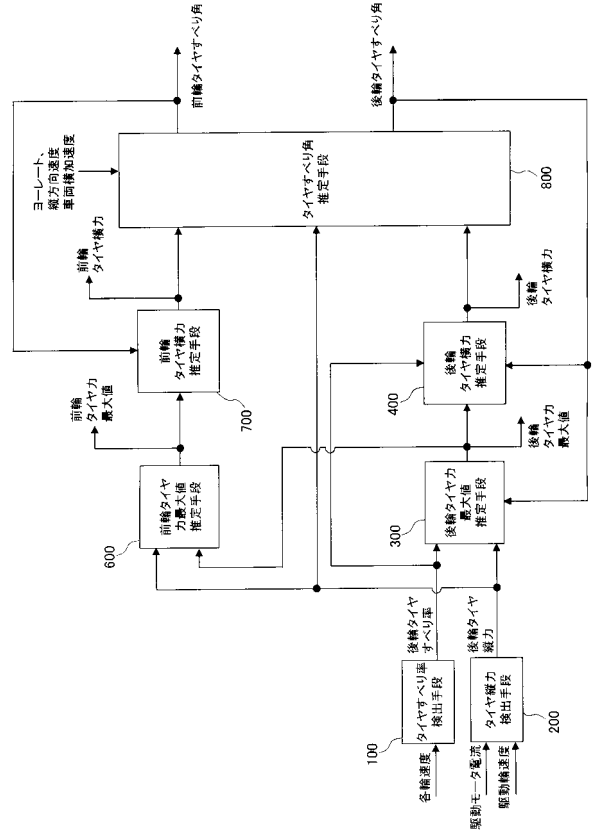 各輪速度
タイヤすべり率
検出手段
100
後輪タイヤ
すべり率
駆動モータ電流
駆動輪速度
タイヤ縦力
検出手段
200
後輪タイヤ
縦力
前輪タイヤ
力最大値
推定手段
600
前輪
タイヤ力
最大値
後輪タイヤ力
最大値
推定手段
300
後輪
タイヤ力
最大値
前輪
タイヤ横力
推定手段
700
前輪
タイヤ横力
後輪
タイヤ横力
推定手段
400
後輪
タイヤ横力
ヨーレート、
縦方向速度
車両横加速度
タイヤすべり角
推定手段
800
前輪タイヤすべり角
後輪タイヤすべり角